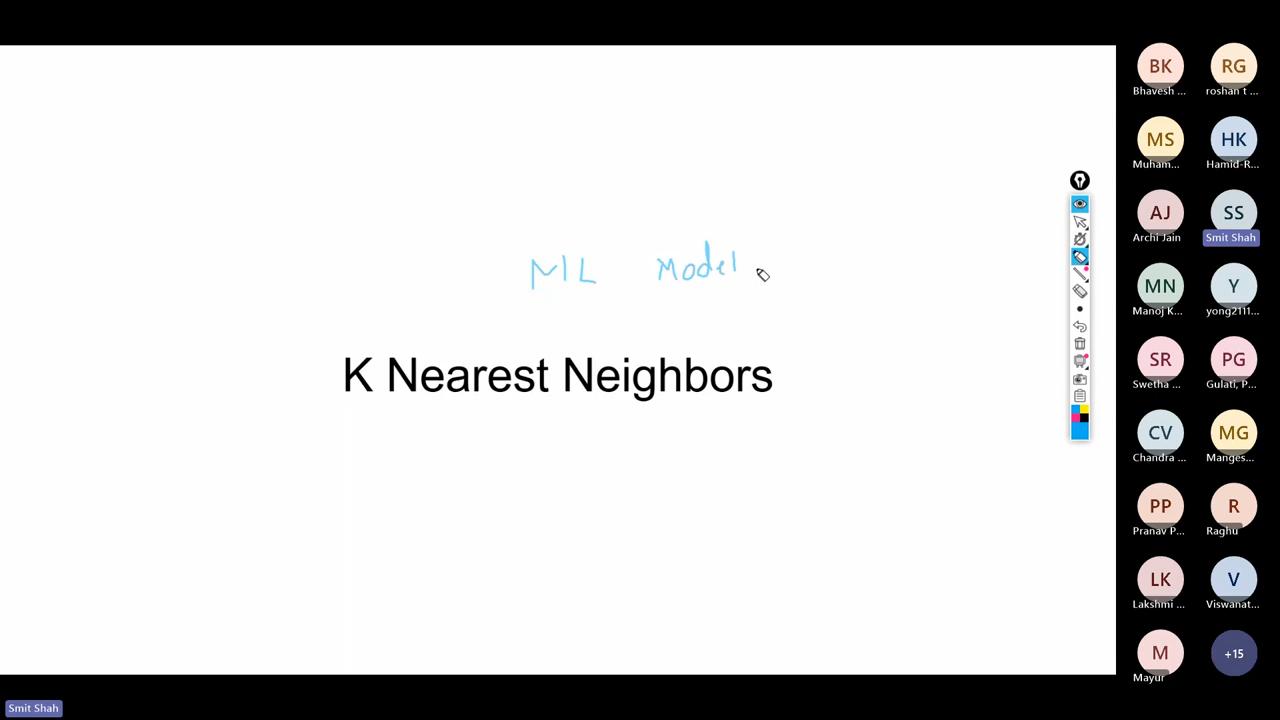 ML Model
K Nearest Neighbors
BK
Bhavesh ...
RG
roshan t ...
MS
Muham...
HK
Hamid-R...
AJ
Archi Jain
SS
Smit Shah
MN
Manoj K...
Y
yong2111...
SR
Swetha ...
PG
Gulati, P...
CV
Chandra ...
MG
Manges...
PP
Pranav P...
R
Raghu
LK
Lakshmi ...
V
Viswanat...
M
Mayur
+15
Smit Shah